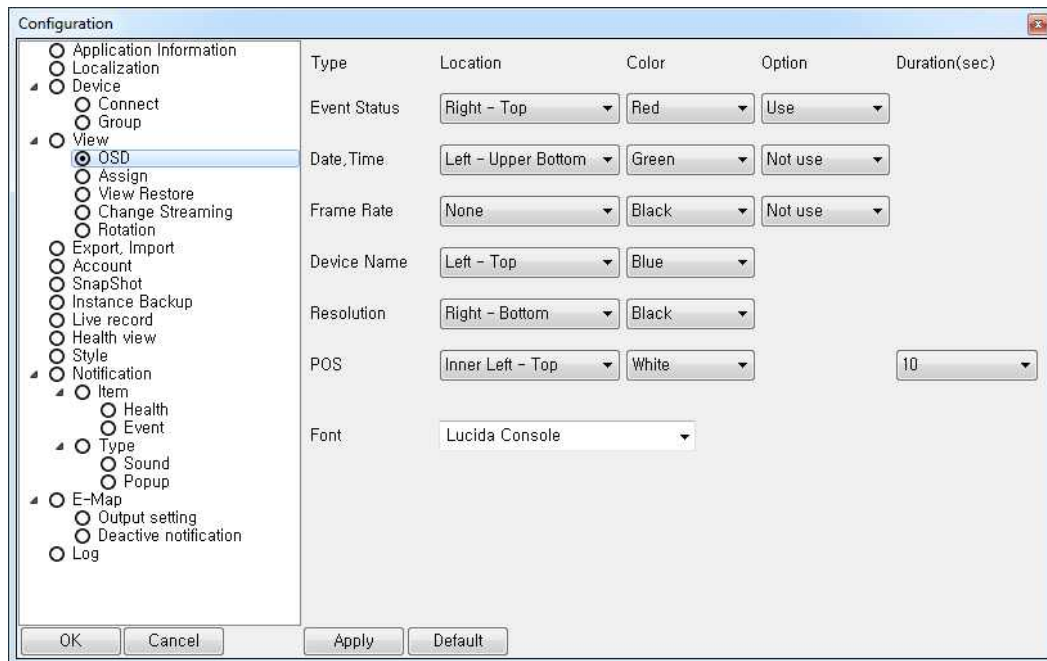 Configuration
Application Information
Localization
Device
Connect
Group
View
OSD
Assign
View Restore
Change Streaming
Rotation
Export, Import
Account
SnapShot
Instance Backup
Live record
Health view
Style
Notification
Item
Health
Event
Type
Sound
Popup
E-Map
Output setting
Deactive notification
Log
Type Location Color Option Duration(sec)
Event Status Right - Top Red Use
Date,Time Left - Upper Bottom Green Not use
Frame Rate None Black Not use
Device Name Left - Top Blue
Resolution Right - Bottom Black
POS Inner Left - Top White 10
Font Lucida Console
OK Cancel Apply Default